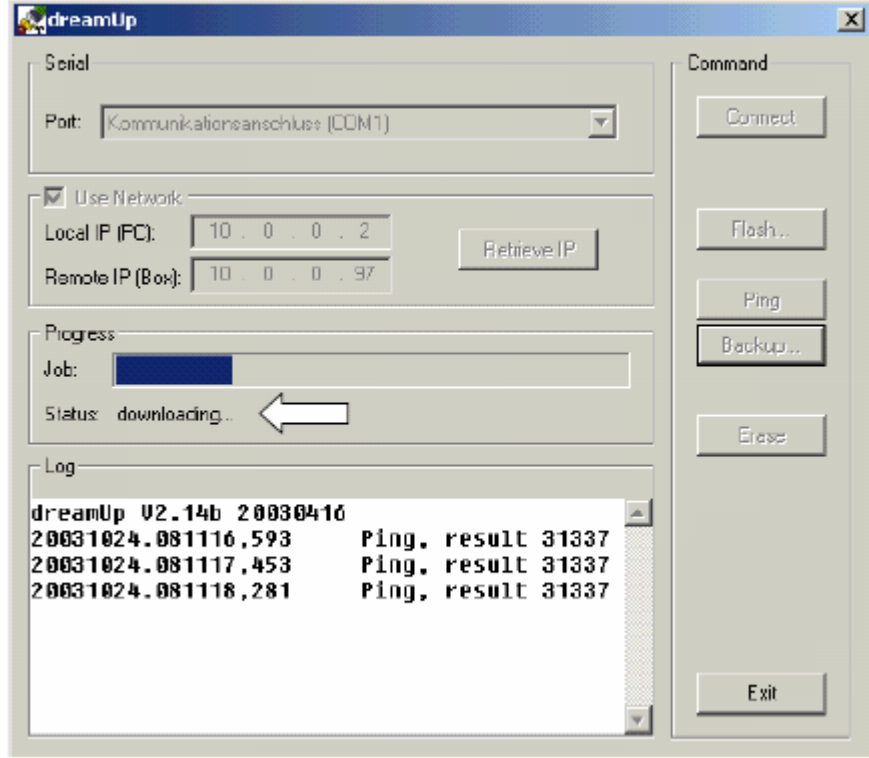 dreamUp
Serial
Port: Kommunikationsanschluss (COM1)
Use Network
Local IP (PC): 10 . 0 . 0 . 2
Remote IP (Box): 10 . 0 . 0 . 97
Retrieve IP
Progress
Job:
Status: downloading...
Log
dreamUp V2.14b 20030416
20031024.081116,593 Ping, result 31337
20031024.081117,453 Ping, result 31337
20031024.081118,281 Ping, result 31337
Command
Connect
Flash...
Ping
Backup...
Erase
Exit